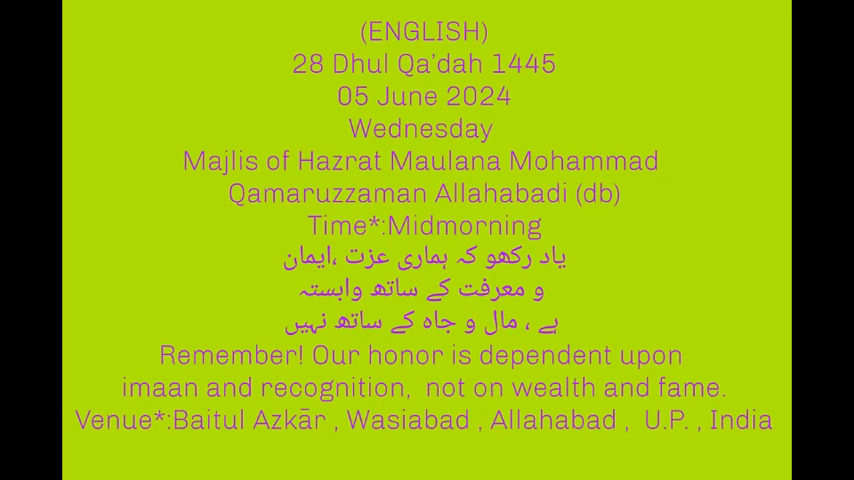 (ENGLISH)
28 Dhul Qa’dah 1445
05 June 2024
Wednesday
Majlis of Hazrat Maulana Mohammad
Qamaruzzaman Allahabadi (db)
Time*:Midmorning
یاد رکھو کہ ہماری عزت ،ایمان
و معرفت کے ساتھ وابستہ
ہے ، مال و جاہ کے ساتھ نہیں
Remember! Our honor is dependent upon
imaan and recognition,  not on wealth and fame.
Venue*:Baitul Azkār , Wasiabad , Allahabad ,  U.P. , India